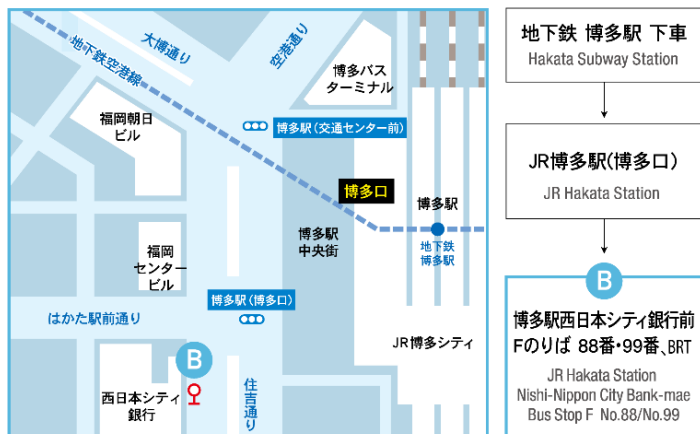 大博通り
空港通り
地下鉄空港線
博多バス
ターミナル
福岡朝日
ビル
博多駅(交通センター前)
博多口
博多駅
地下鉄
博多駅
博多駅
中央街
福岡
センター
ビル
博多駅(博多口)
はかた駅前通り
JR博多シティ
B
西日本シティ
銀行
住吉通り
地下鉄 博多駅 下車
Hakata Subway Station
JR博多駅(博多口)
JR Hakata Station
B
博多駅西日本シティ銀行前
Fのりば 88番・99番、BRT
JR Hakata Station
Nishi-Nippon City Bank-mae
Bus Stop F No.88/No.99